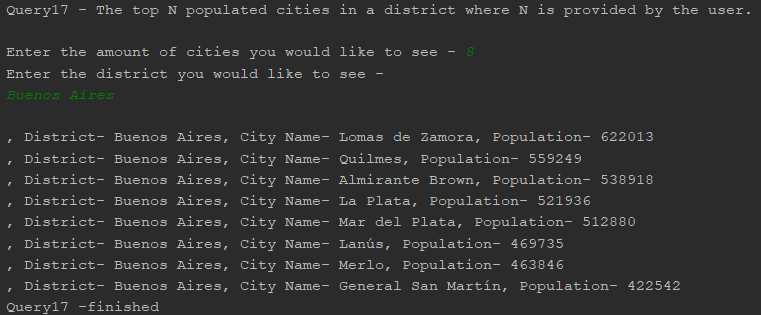 Query17 - The top N populated cities in a district where N is provided by the user.
Enter the amount of cities you would like to see - 8
Enter the district you would like to see -
Buenos Aires
, District- Buenos Aires, City Name- Lomas de Zamora, Population- 622013
, District- Buenos Aires, City Name- Quilmes, Population- 559249
, District- Buenos Aires, City Name- Almirante Brown, Population- 538918
, District- Buenos Aires, City Name- La Plata, Population- 521936
, District- Buenos Aires, City Name- Mar del Plata, Population- 512880
, District- Buenos Aires, City Name- Lanús, Population- 469735
, District- Buenos Aires, City Name- Merlo, Population- 463846
, District- Buenos Aires, City Name- General San Martín, Population- 422542
Query17 -finished